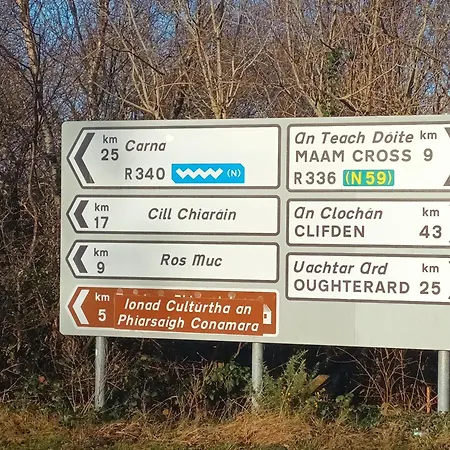 km
25
Carna
R340
(N)
km
17
Cill Chiaráin
km
9
Ros Muc
km
5
Ionad Cultúrtha an
Phiarsaigh Conamara
An Teach Dóite
km
MAAM CROSS 9
R336 (N59)
An Clochán
km
CLIFDEN 43
Uachtar Ard
km
OUGHTERARD 25